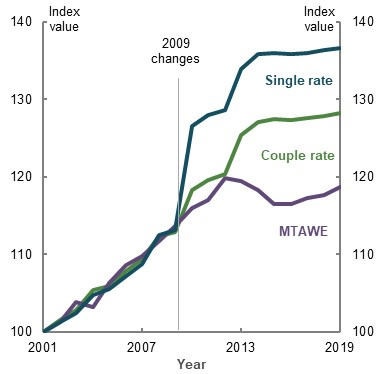 Index
value
Index
value
140
140
2009
changes
130
130
Single rate
120
120
Couple rate
MTAWE
110
110
100
100
2001
2007
2013
2019
Year